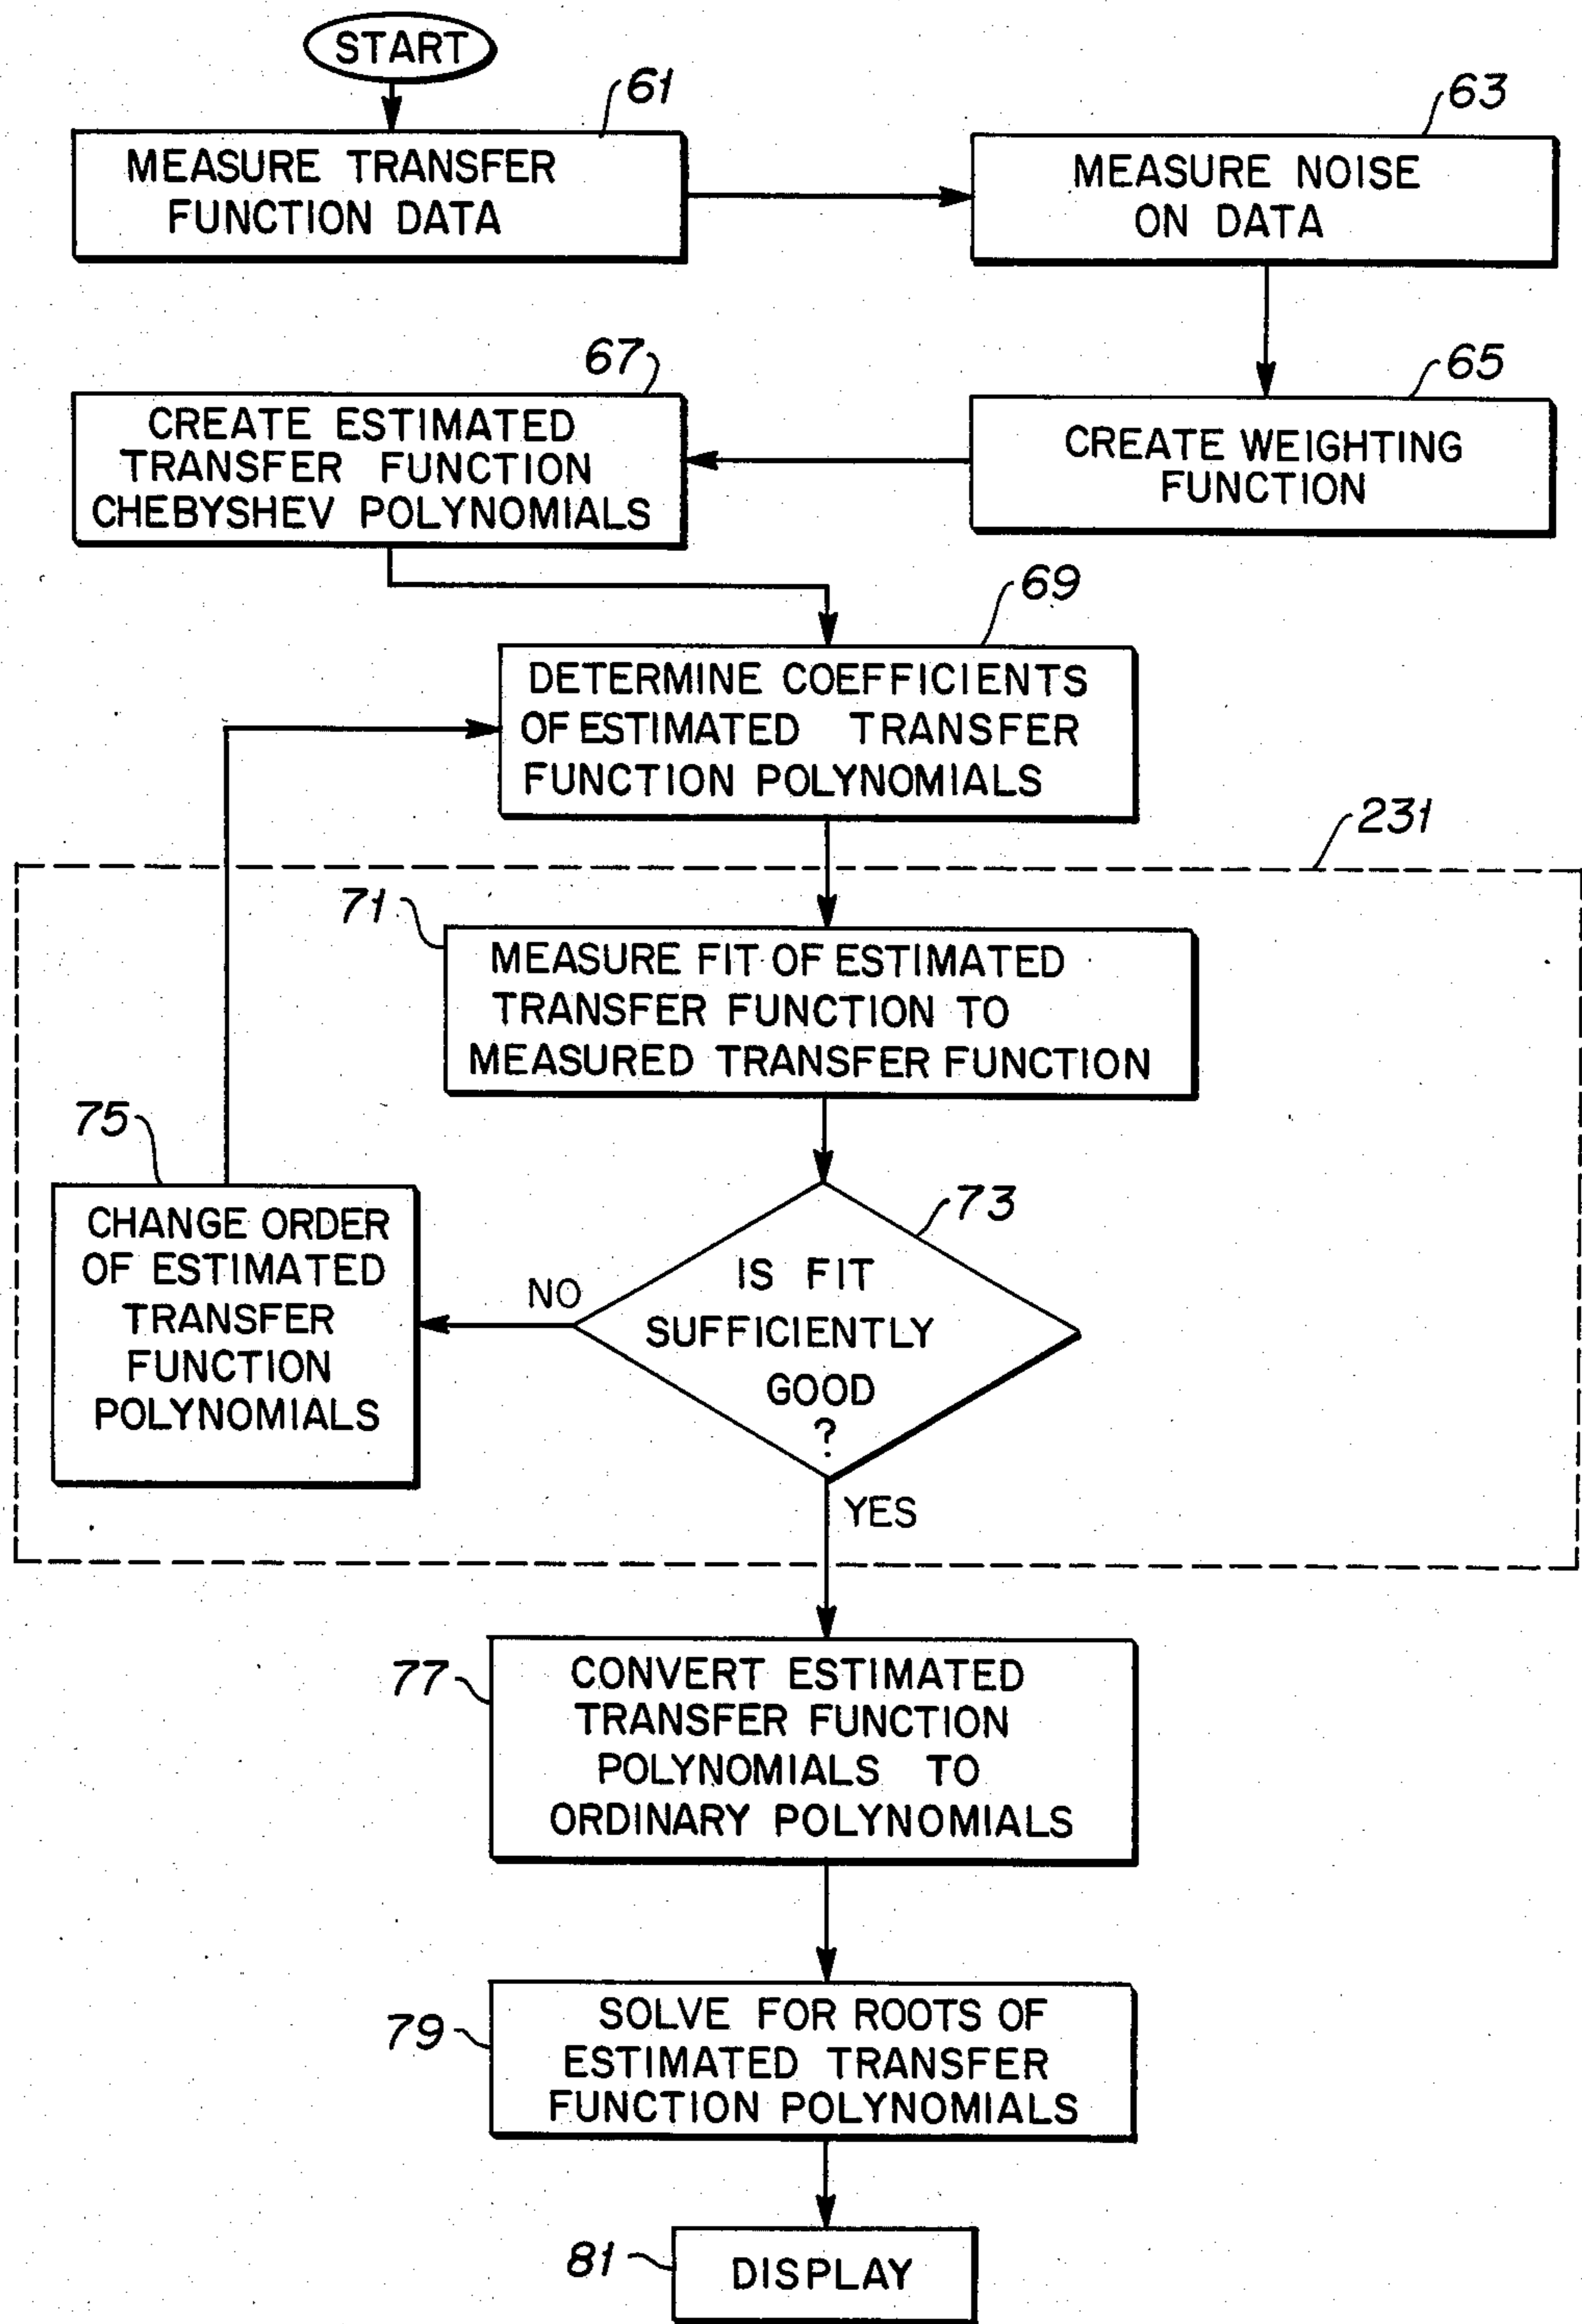 START
61
MEASURE TRANSFER
FUNCTION DATA
63
MEASURE NOISE
ON DATA
65
CREATE WEIGHTING
FUNCTION
67
CREATE ESTIMATED
TRANSFER FUNCTION
CHEBYSHEV POLYNOMIALS
69
DETERMINE COEFFICIENTS
OF ESTIMATED TRANSFER
FUNCTION POLYNOMIALS
231
71
MEASURE FIT OF ESTIMATED
TRANSFER FUNCTION TO
MEASURED TRANSFER FUNCTION
73
IS FIT
SUFFICIENTLY
GOOD
?
NO
75
CHANGE ORDER
OF ESTIMATED
TRANSFER
FUNCTION
POLYNOMIALS
YES
77
CONVERT ESTIMATED
TRANSFER FUNCTION
POLYNOMIALS TO
ORDINARY POLYNOMIALS
79
SOLVE FOR ROOTS OF
ESTIMATED TRANSFER
FUNCTION POLYNOMIALS
81
DISPLAY